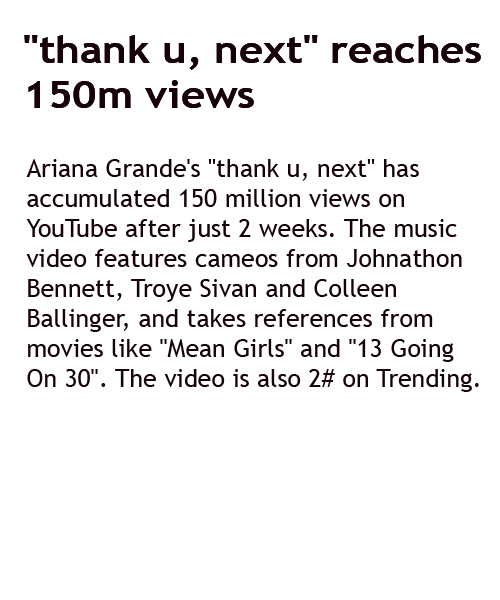 "thank u, next" reaches
150m views
Ariana Grande's "thank u, next" has
accumulated 150 million views on
YouTube after just 2 weeks. The music
video features cameos from Johnathon
Bennett, Troye Sivan and Colleen
Ballinger, and takes references from
movies like "Mean Girls" and "13 Going
On 30". The video is also 2# on Trending.